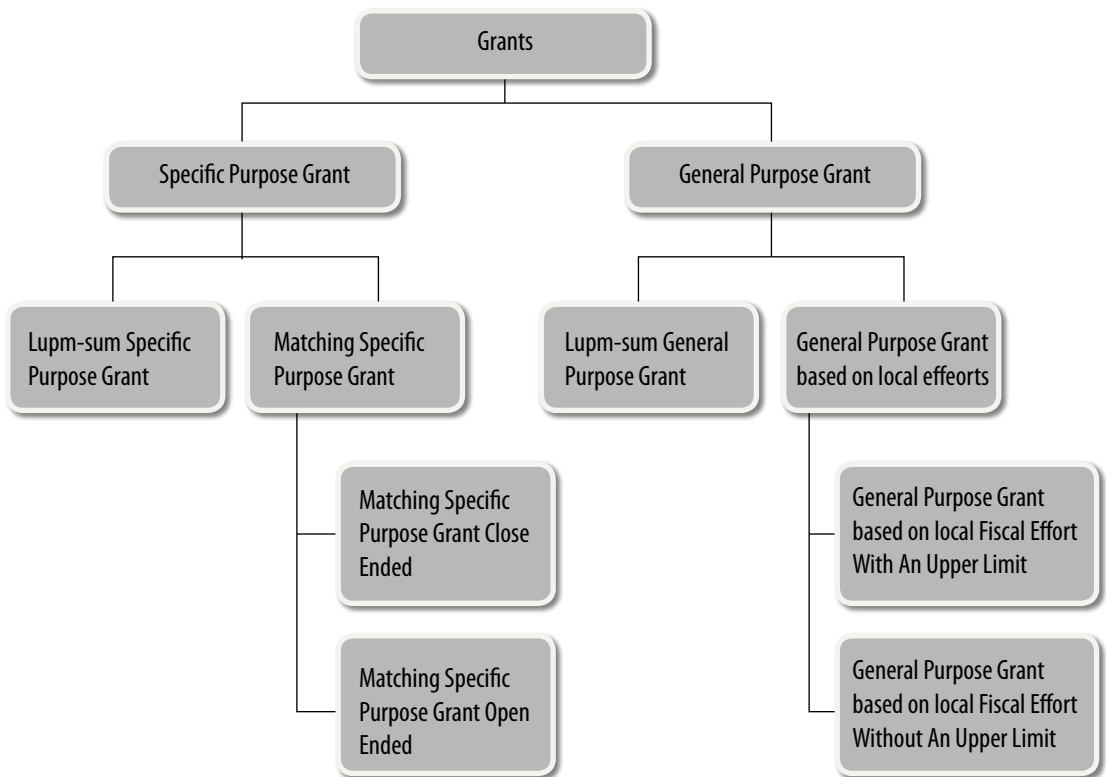 Grants
Specific Purpose Grant
General Purpose Grant
Lupm-sum Specific
Purpose Grant
Matching Specific
Purpose Grant
Lupm-sum General
Purpose Grant
General Purpose Grant
based on local effeorts
Matching Specific
Purpose Grant Close
Ended
General Purpose Grant
based on local Fiscal Effort
With An Upper Limit
Matching Specific
Purpose Grant Open
Ended
General Purpose Grant
based on local Fiscal Effort
Without An Upper Limit